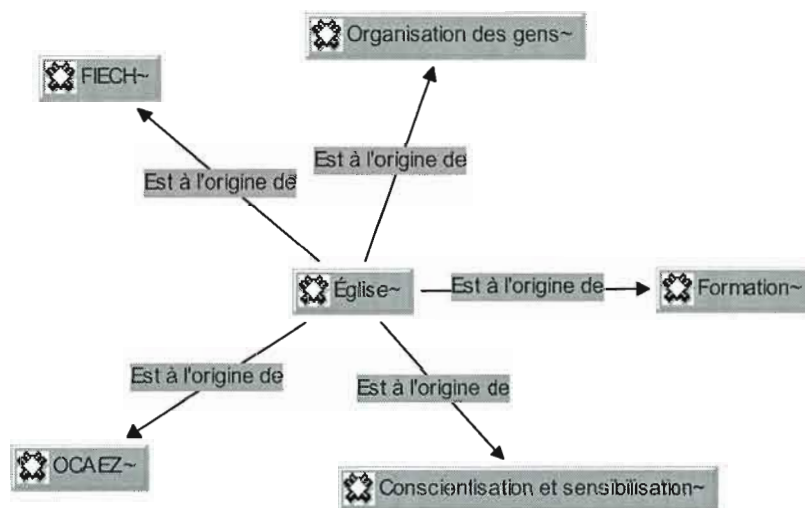 Organisation des gens~
FIECH~
Est à l'origine de
Est à l'origine de
Église~
Est à l'origine de
Formation~
Est à l'origine de
Est à l'origine de
OCAEZ~
Conscientisation et sensibilisation~